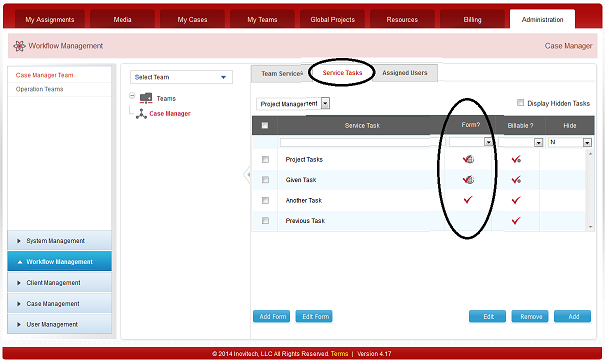 My Assignments Media My Cases My Teams Global Projects Resources Billing Administration
Workflow Management Case Manager
Case Manager Team
Operation Teams
Select Team
Teams
Case Manager
Team Services Service Tasks Assigned Users
Project Management Display Hidden Tasks
Service Task Form? Billable ? Hide
N
Project Tasks
Given Task
Another Task
Previous Task
System Management
Workflow Management
Client Management
Case Management
User Management
Add Form Edit Form Edit Remove Add
© 2014 Inovitech, LLC All Rights Reserved. Terms | Version 4.17